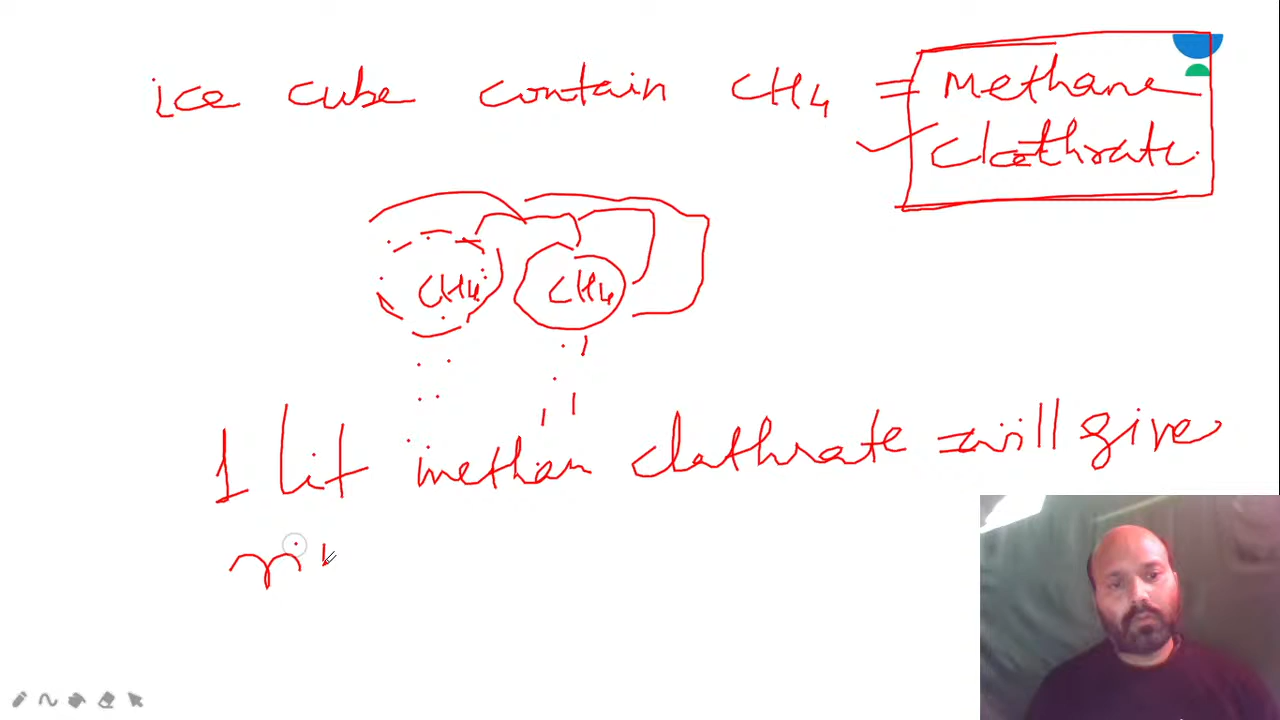 ice cube contain CH4 = Methane
Clathrate.
CH4 CH4
1 lit methan clathrate = will give